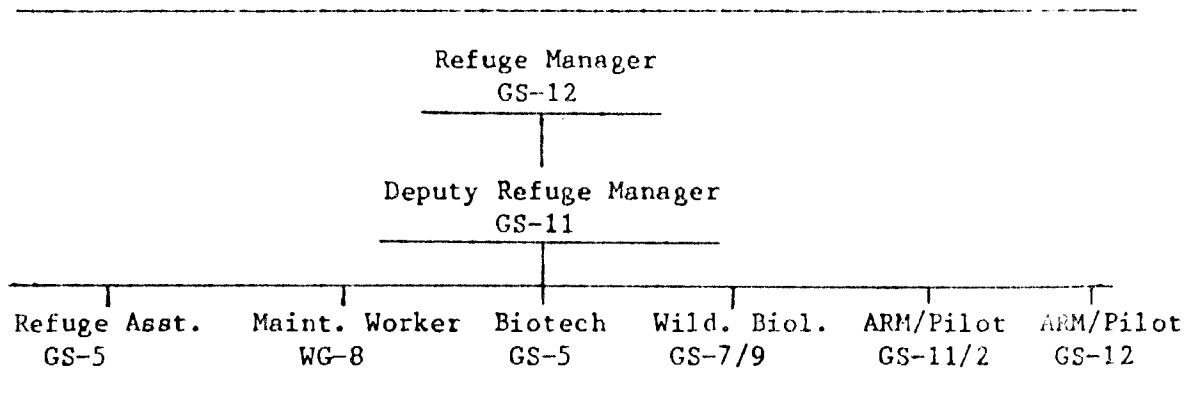 Refuge Manager
GS-12
Deputy Refuge Manager
GS-11
Refuge Asst. Maint. Worker Biotech Wild. Biol. ARM/Pilot ARM/Pilot
GS-5 WG-8 GS-5 GS-7/9 GS-11/2 GS-12